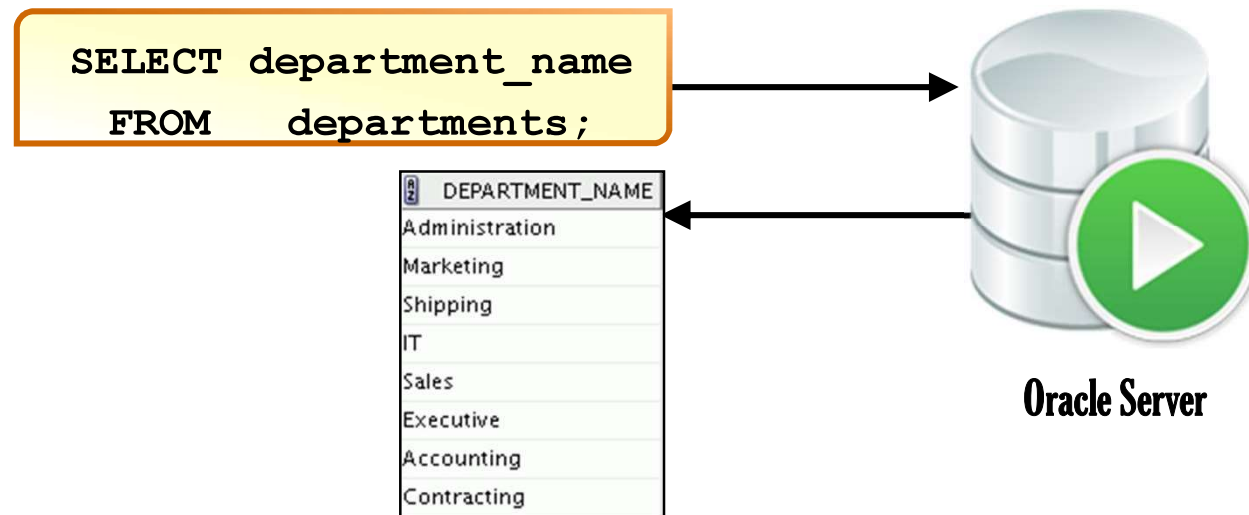 SELECT department_name
FROM departments;
DEPARTMENT_NAME
Administration
Marketing
Shipping
IT
Sales
Executive
Accounting
Contracting
Oracle Server